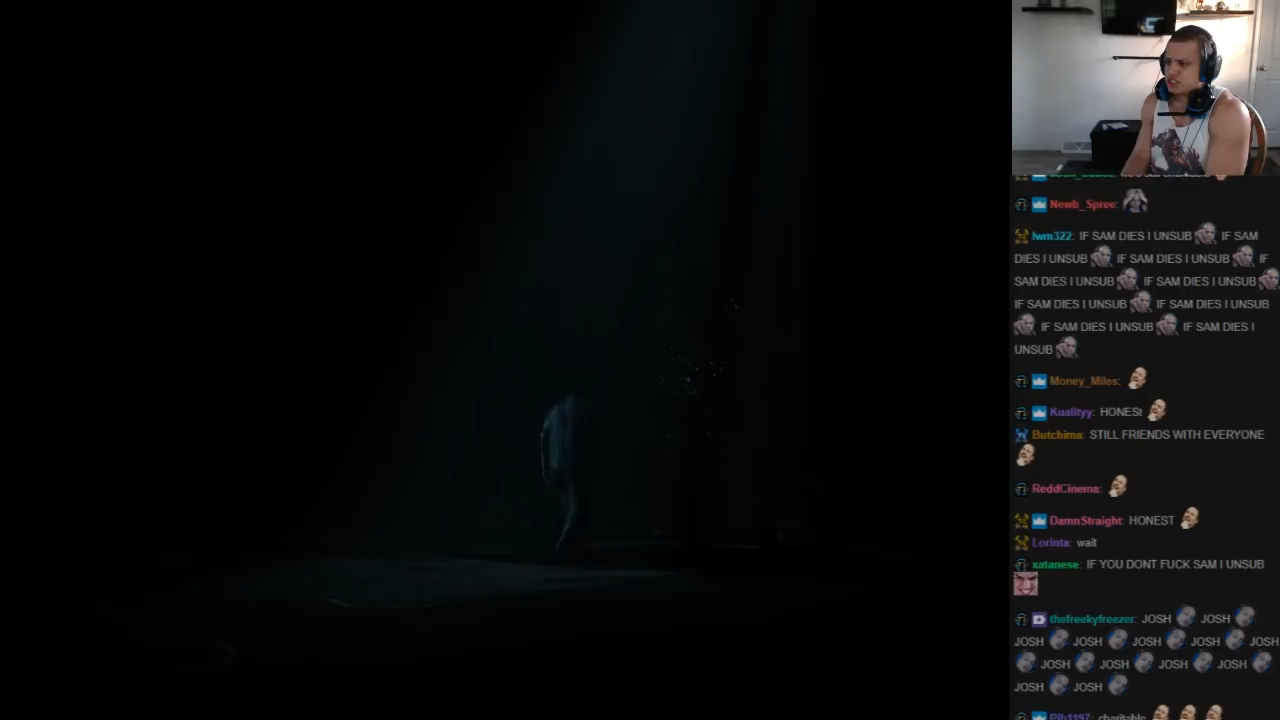 Newb_Spree:
lwm322: IF SAM DIES I UNSUB IF SAM
DIES I UNSUB IF SAM DIES I UNSUB IF
SAM DIES I UNSUB IF SAM DIES I UNSUB
IF SAM DIES I UNSUB IF SAM DIES I UNSUB
IF SAM DIES I UNSUB IF SAM DIES I
UNSUB
Money_Miles:
Kualityy: HONESt
Butchima: STILL FRIENDS WITH EVERYONE
ReddCinema:
DamnStraight: HONEST
Lorinta: wait
xatanese: IF YOU DONT FUCK SAM I UNSUB
thefreekyfreezer: JOSH JOSH
JOSH JOSH JOSH JOSH JOSH
JOSH JOSH JOSH JOSH
JOSH JOSH
Pib1197: charitable